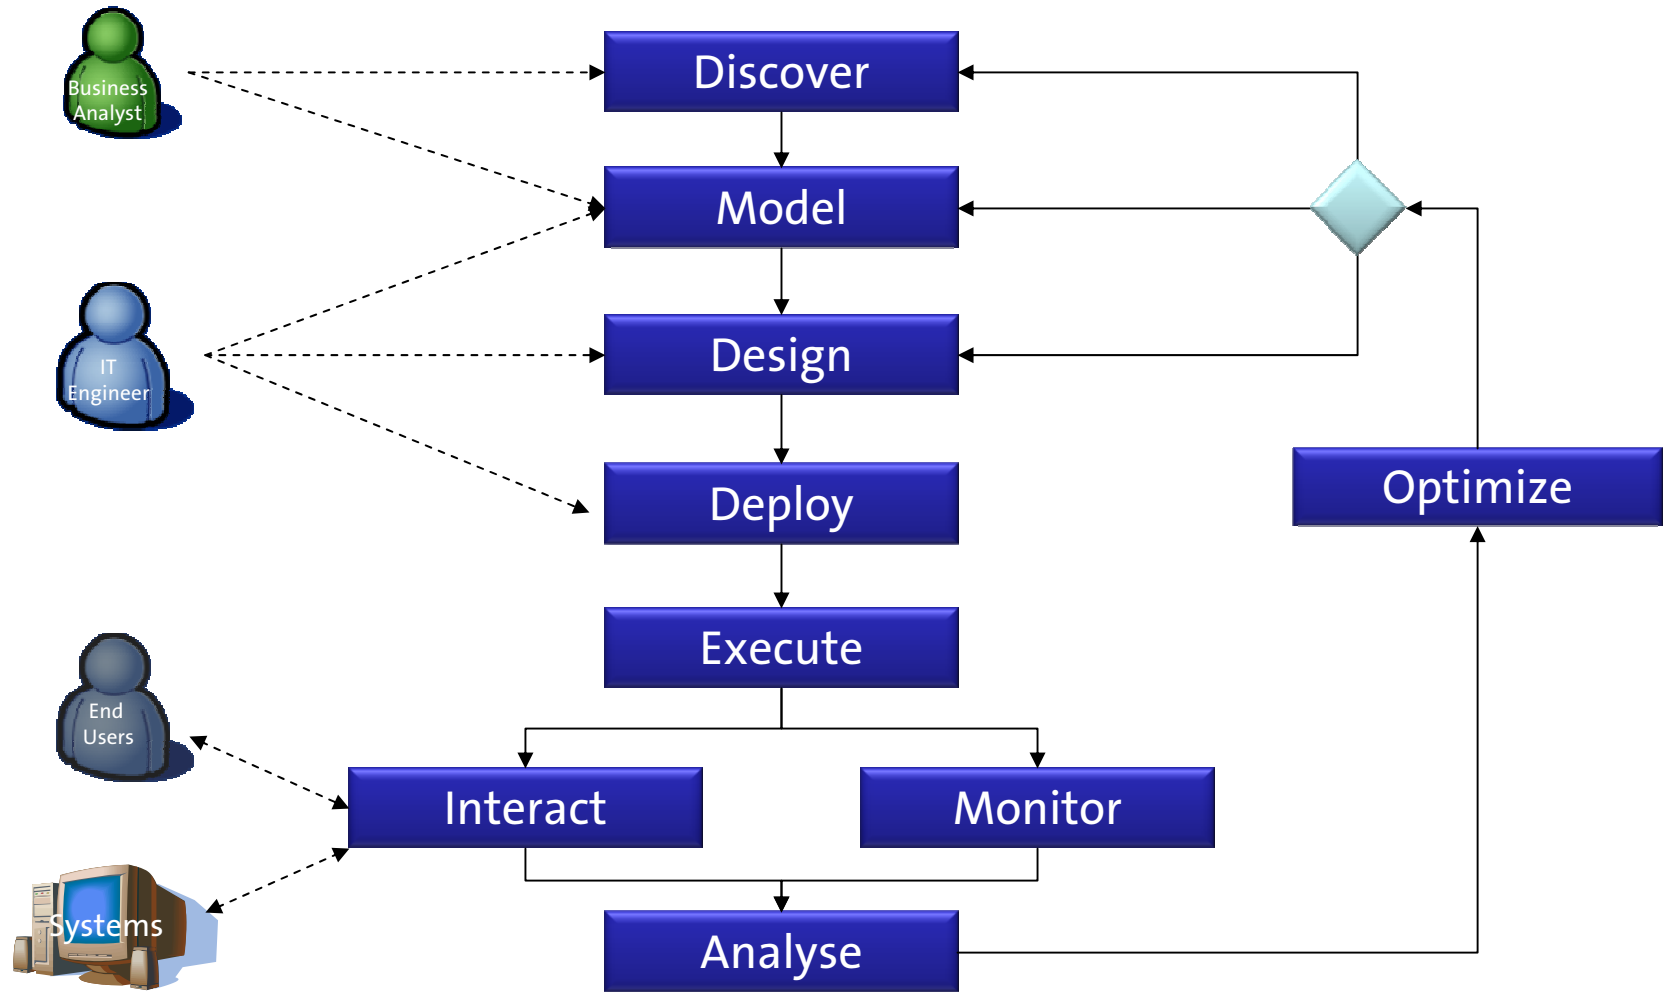 Business
Analyst
Discover
Model
IT
Engineer
Design
Deploy
Optimize
Execute
End
Users
Interact
Monitor
Systems
Analyse